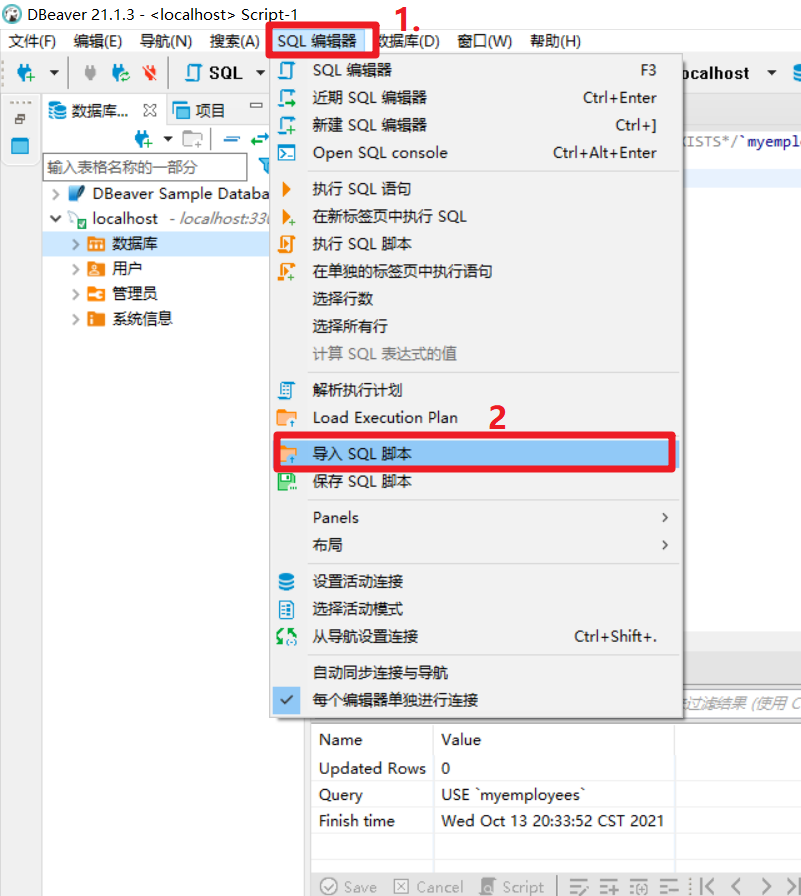 DBeaver 21.1.3 - <localhost> Script-1
1.
文件(F) 编辑(E) 导航(N) 搜索(A) SQL 编辑器 数据库(D) 窗口(W) 帮助(H)
SQL
ocalhost
数据库... 项目
输入表格名称的一部分
DBeaver Sample Databa
localhost - localhost:330
数据库
用户
管理员
系统信息
SQL 编辑器 F3
近期 SQL 编辑器 Ctrl+Enter
新建 SQL 编辑器 Ctrl+]
Open SQL console Ctrl+Alt+Enter
执行 SQL 语句
在新标签页中执行 SQL
执行 SQL 脚本
在单独的标签页中执行语句
选择行数
选择所有行
计算 SQL 表达式的值
解析执行计划
Load Execution Plan
2
导入 SQL 脚本
保存 SQL 脚本
Panels
布局
设置活动连接
选择活动模式
从导航设置连接 Ctrl+Shift+.
自动同步连接与导航
每个编辑器单独进行连接
ISTS*/`myempl
过滤结果 (使用 C
Name Value
Updated Rows 0
Query USE `myemployees`
Finish time Wed Oct 13 20:33:52 CST 2021
Save Cancel Script